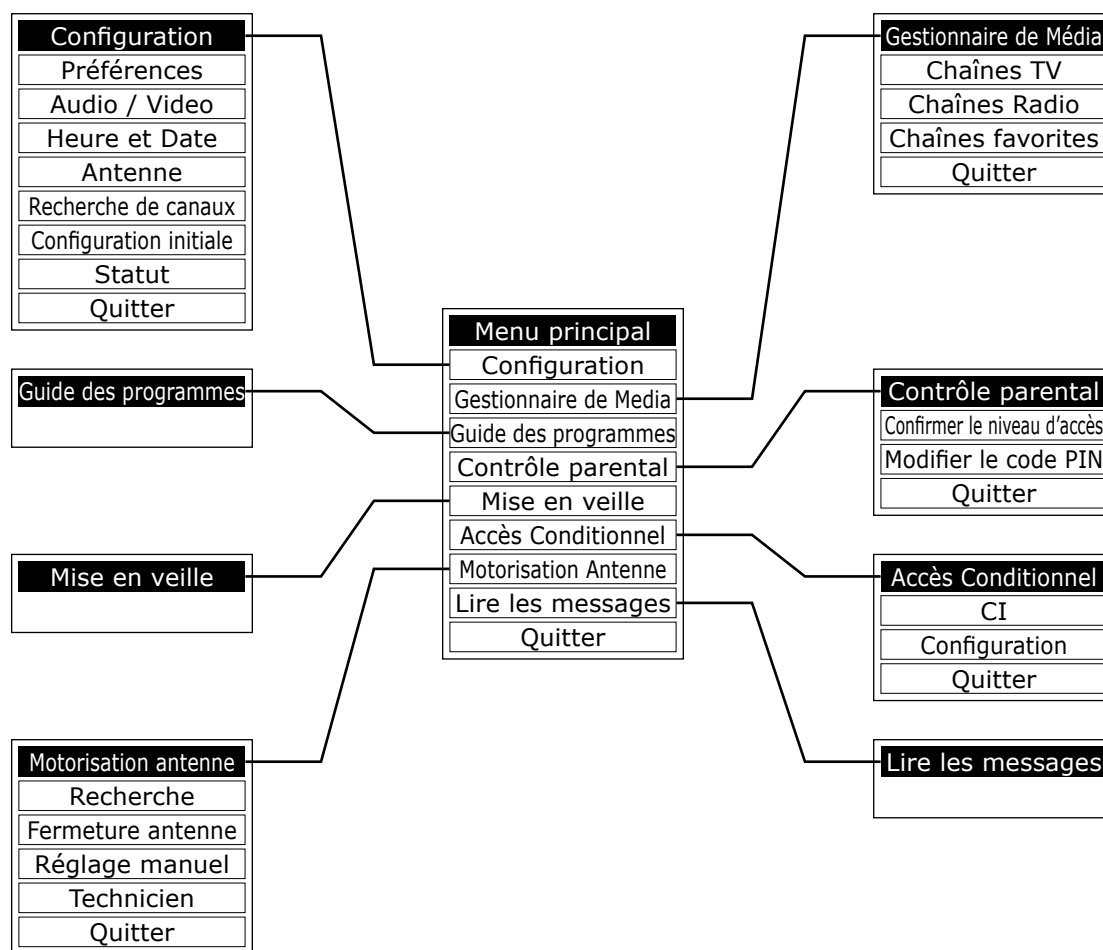 Configuration
Préférences
Audio / Video
Heure et Date
Antenne
Recherche de canaux
Configuration initiale
Statut
Quitter
Guide des programmes
Mise en veille
Motorisation antenne
Recherche
Fermeture antenne
Réglage manuel
Technicien
Quitter
Menu principal
Configuration
Gestionnaire de Media
Guide des programmes
Contrôle parental
Mise en veille
Accès Conditionnel
Motorisation Antenne
Lire les messages
Quitter
Gestionnaire de Média
Chaînes TV
Chaînes Radio
Chaînes favorites
Quitter
Contrôle parental
Confirmer le niveau d’accès
Modifier le code PIN
Quitter
Accès Conditionnel
CI
Configuration
Quitter
Lire les messages